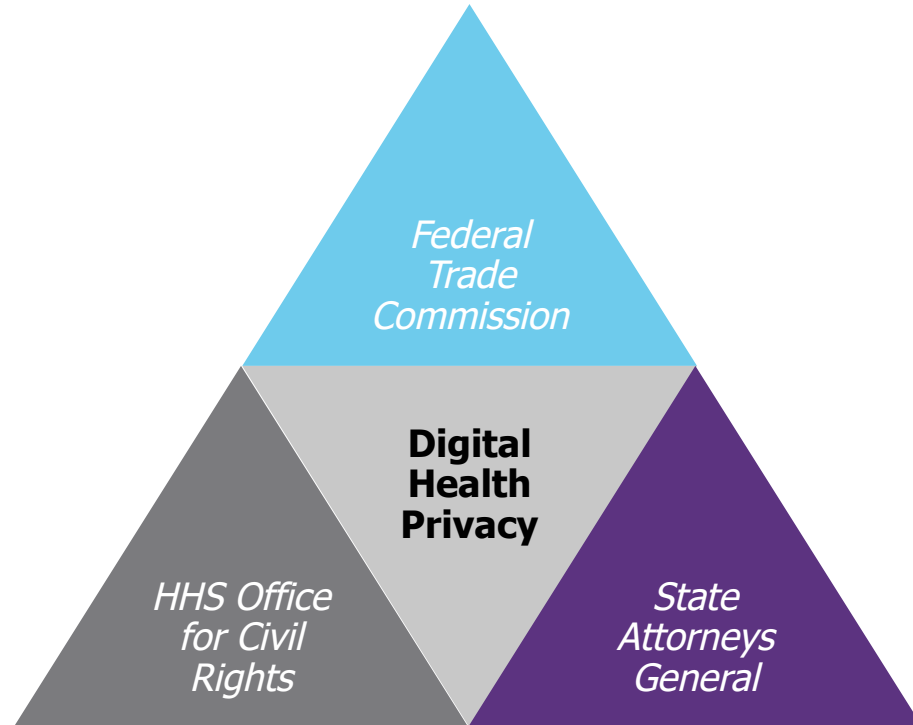 Federal
Trade
Commission
Digital
Health
Privacy
HHS Office
for Civil
Rights
State
Attorneys
General